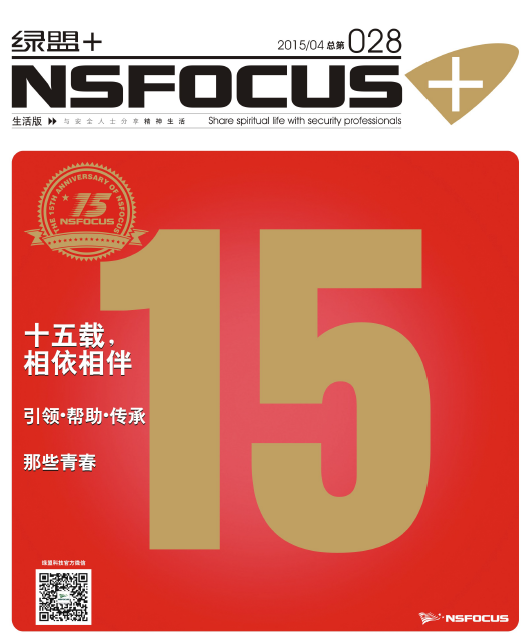 绿盟+
2015/04 总第028
NSFOCUS+
生活版 与安全人士分享精神生活 Share spiritual life with security professionals
THE 15TH ANNIVERSARY OF NSFOCUS
15
NSFOCUS
15
十五载,
相依相伴
引领·帮助·传承
那些青春
绿盟科技官方微信
NSFOCUS